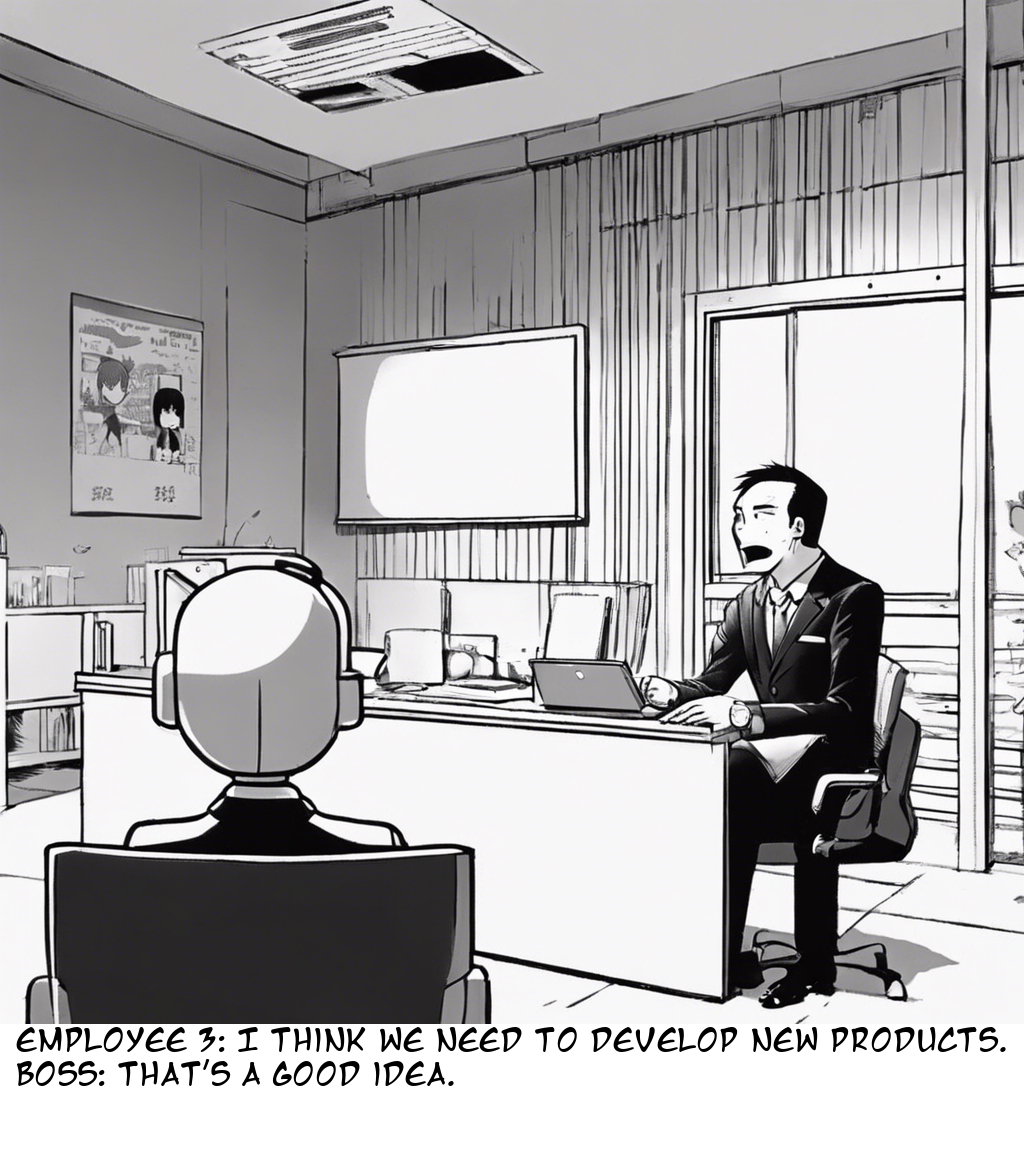 EMPLOYEE 3: I THINK WE NEED TO DEVELOP NEW PRODUCTS.
BOSS: THAT'S A GOOD IDEA.